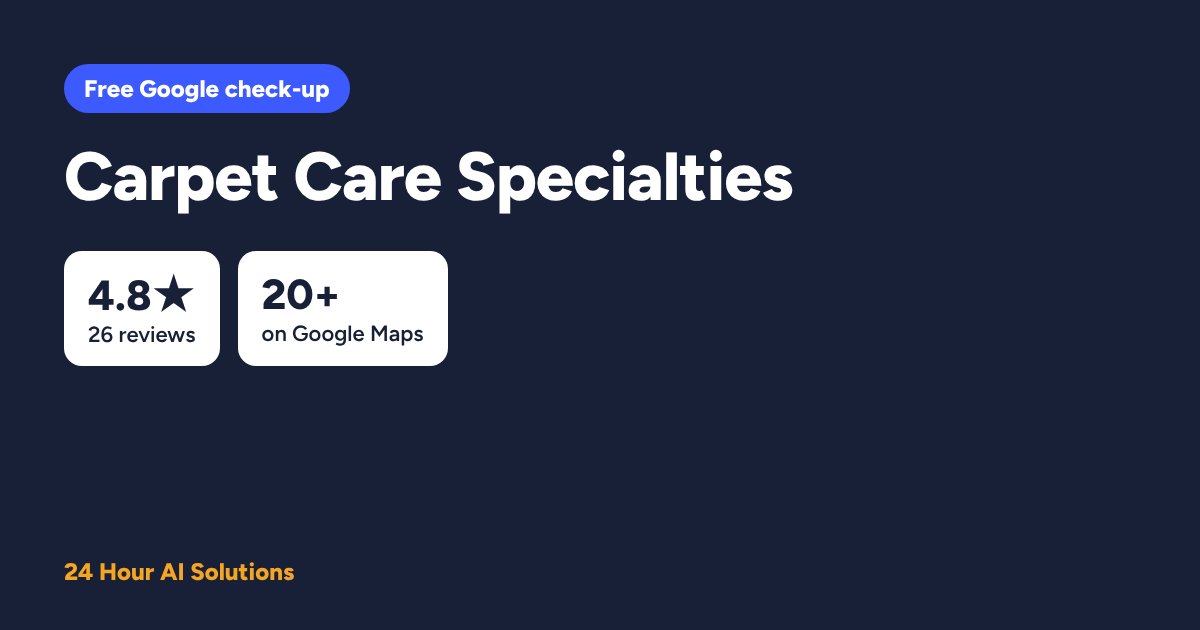 Free Google check-up
Carpet Care Specialties
4.8★
26 reviews
20+
on Google Maps
24 Hour AI Solutions